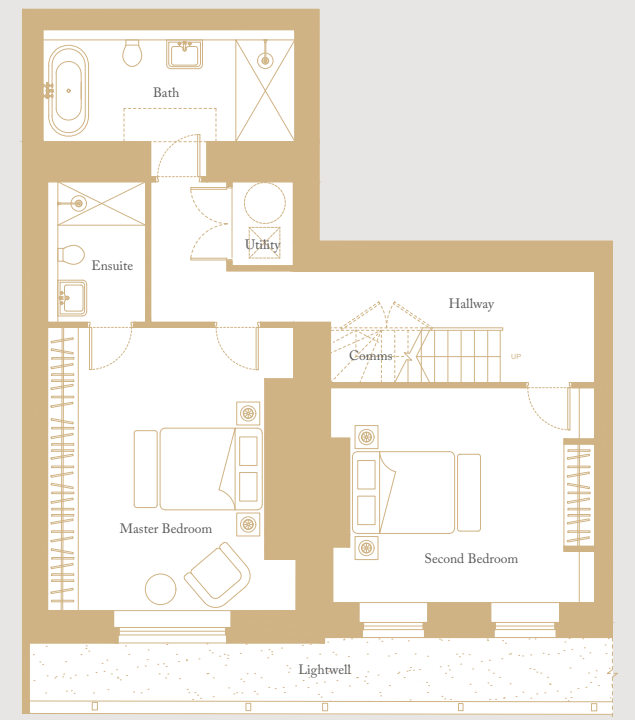 Bath
Utility
Ensuite
Hallway
Comms
UP
Master Bedroom
Second Bedroom
Lightwell